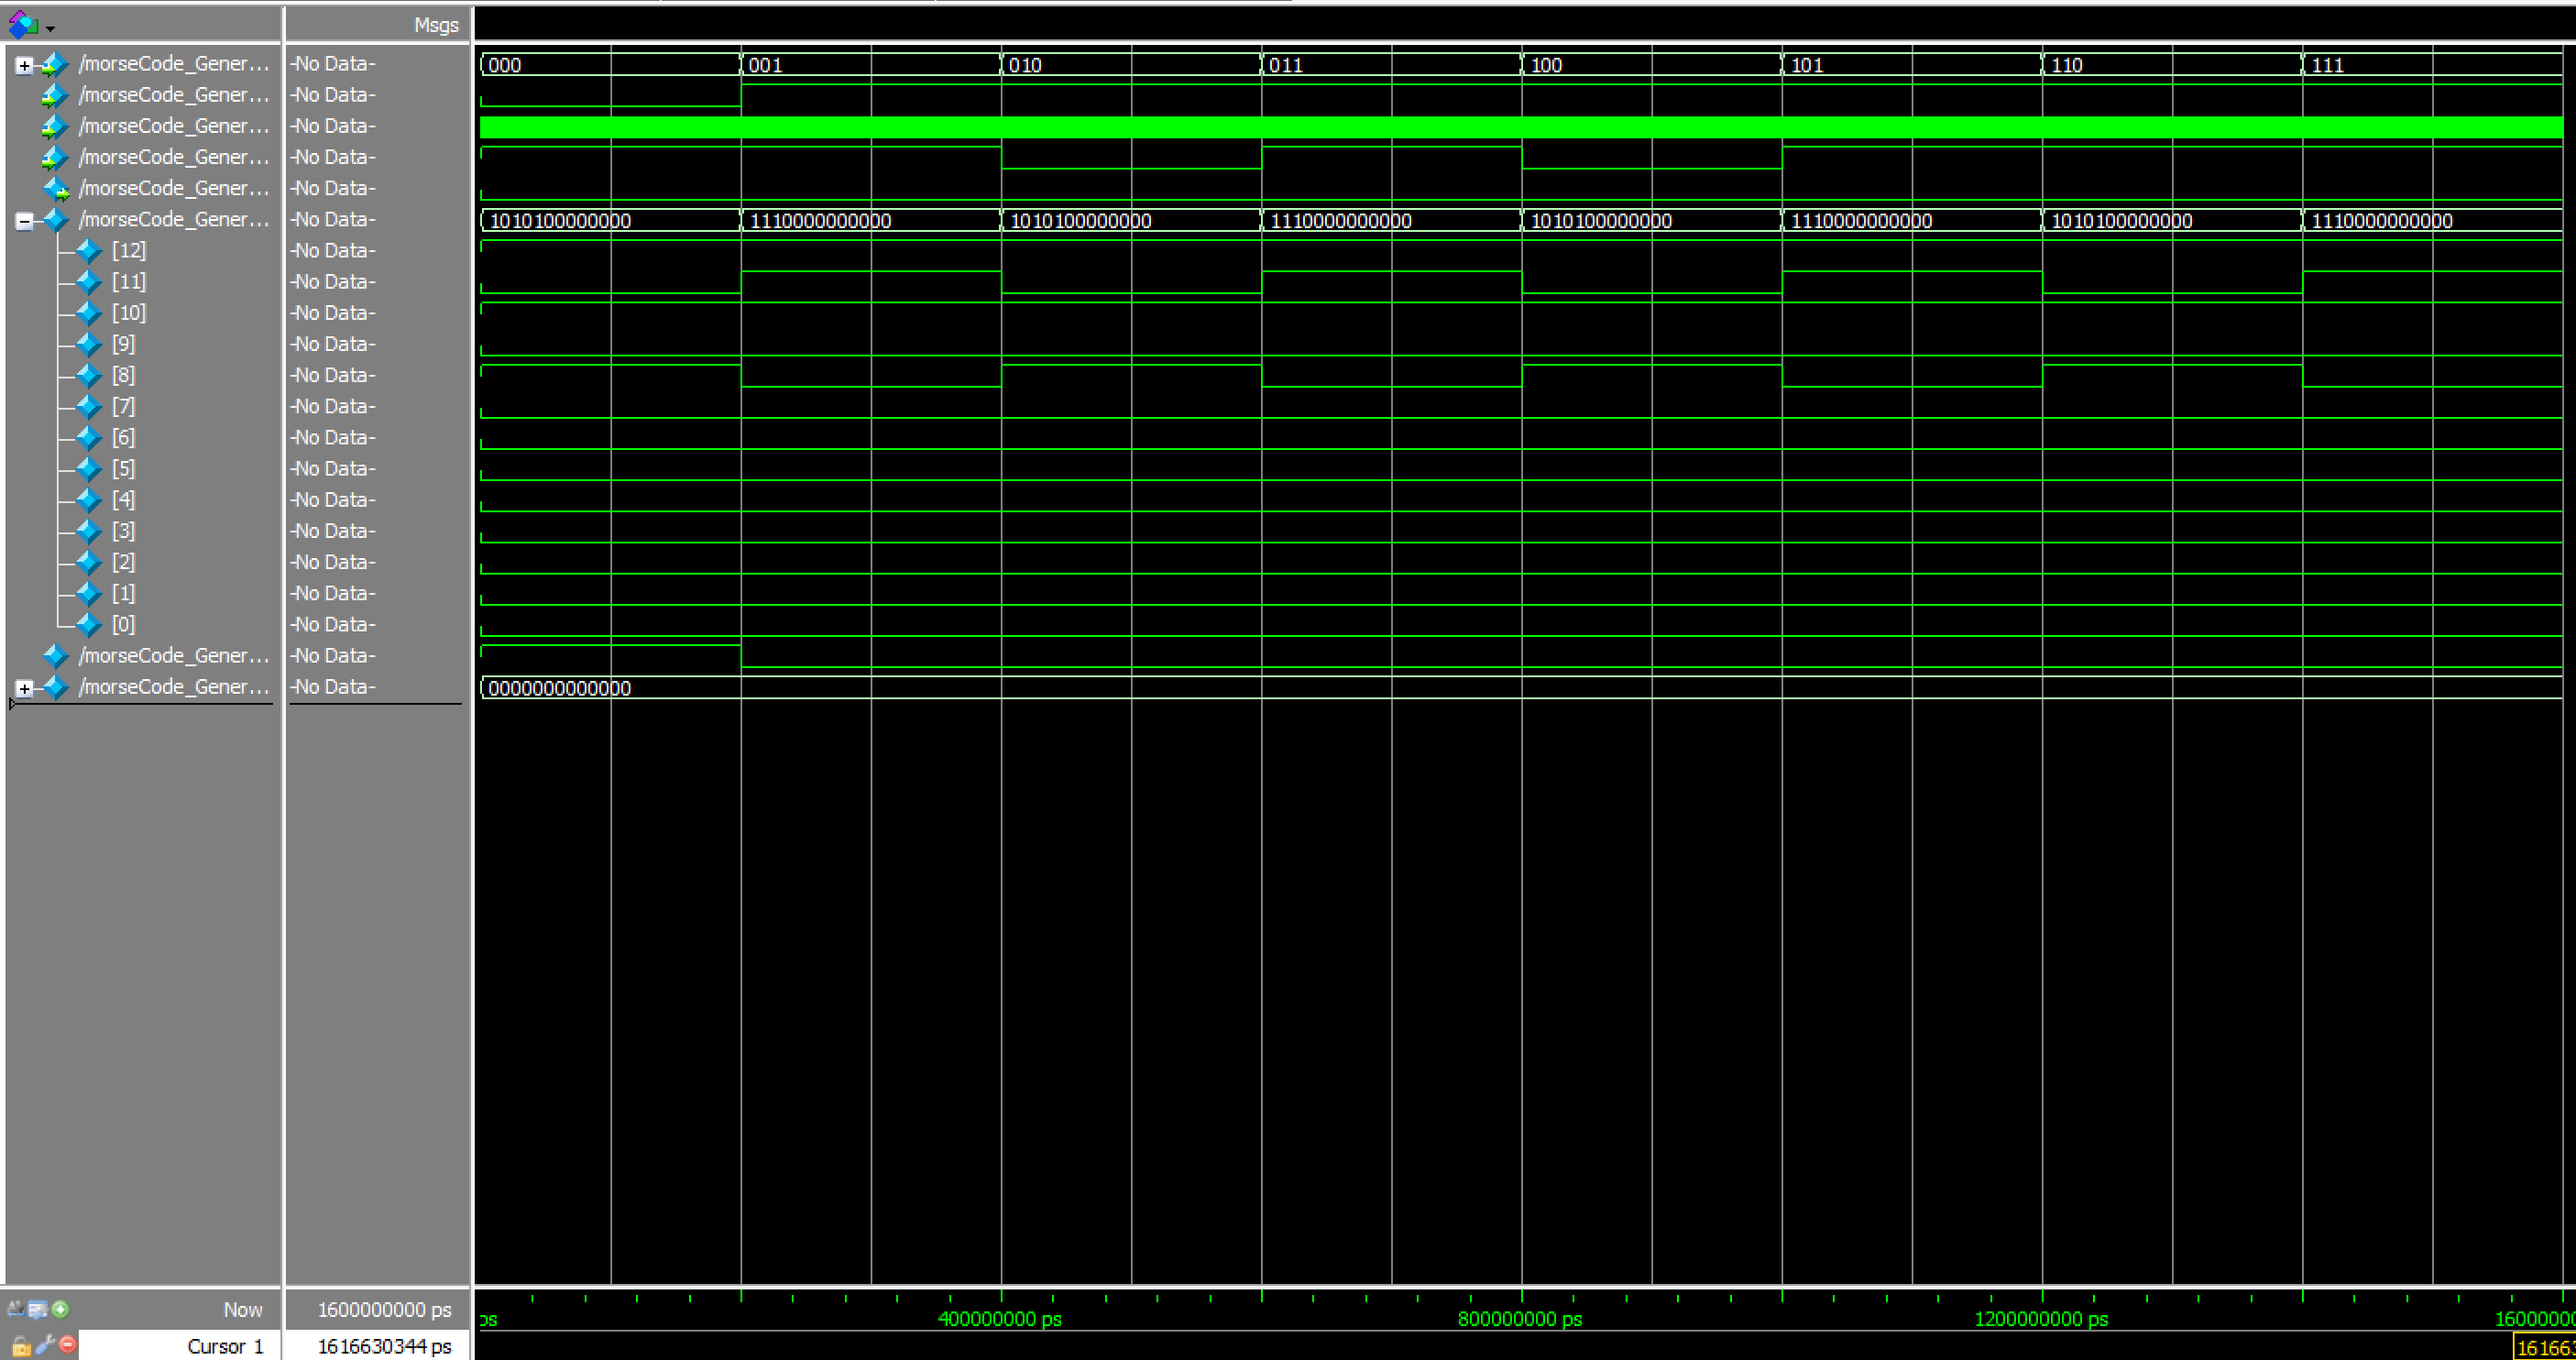 Msgs
/morseCode_Gener... -No Data- 000 001 010 011 100 101 110 111
/morseCode_Gener... -No Data-
/morseCode_Gener... -No Data-
/morseCode_Gener... -No Data-
/morseCode_Gener... -No Data-
/morseCode_Gener... -No Data- 1010100000000 1110000000000 1010100000000 1110000000000 1010100000000 1110000000000 1010100000000 1110000000000
[12] -No Data-
[11] -No Data-
[10] -No Data-
[9] -No Data-
[8] -No Data-
[7] -No Data-
[6] -No Data-
[5] -No Data-
[4] -No Data-
[3] -No Data-
[2] -No Data-
[1] -No Data-
[0] -No Data-
/morseCode_Gener... -No Data-
/morseCode_Gener... -No Data- 0000000000000
Now 1600000000 ps ps 400000000 ps 800000000 ps 1200000000 ps 16000000
Cursor 1 1616630344 ps 161663